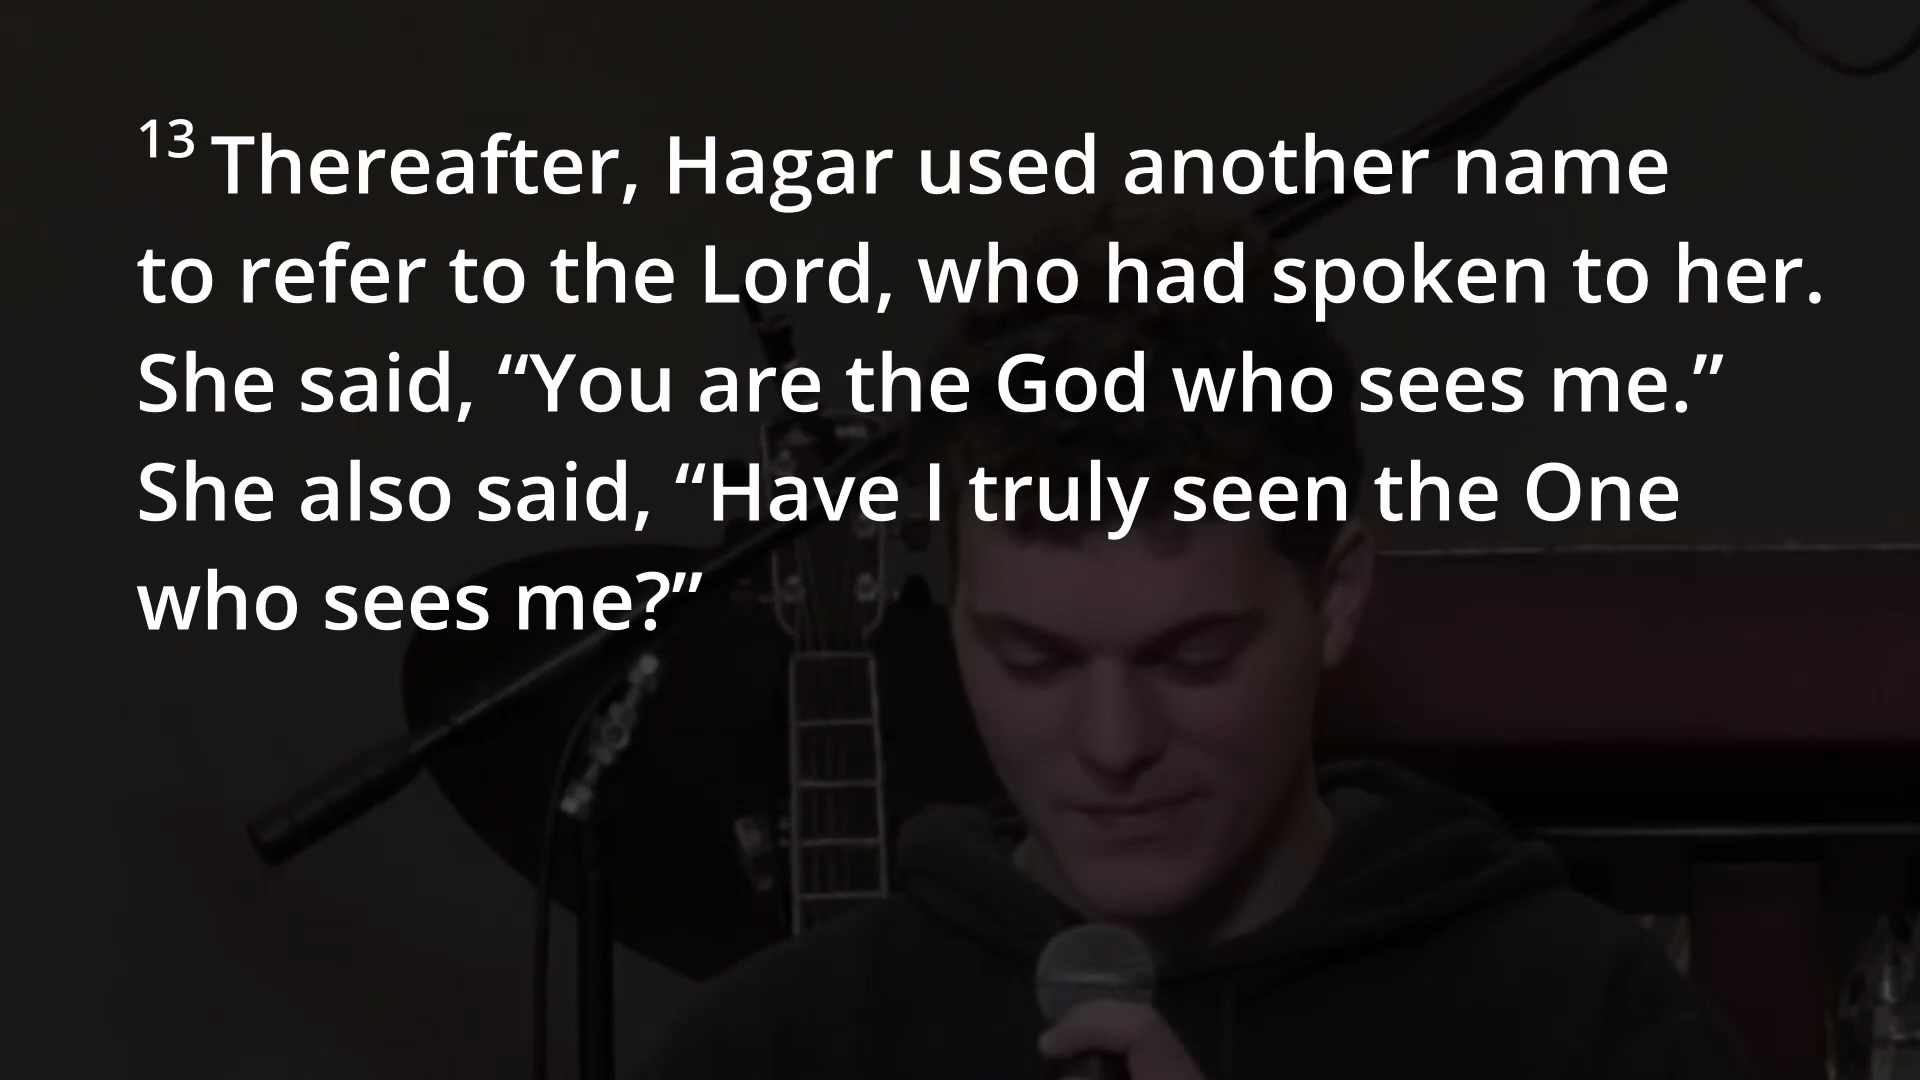 13 Thereafter, Hagar used another name
to refer to the Lord, who had spoken to her.
She said, “You are the God who sees me.”
She also said, “Have I truly seen the One
who sees me?”